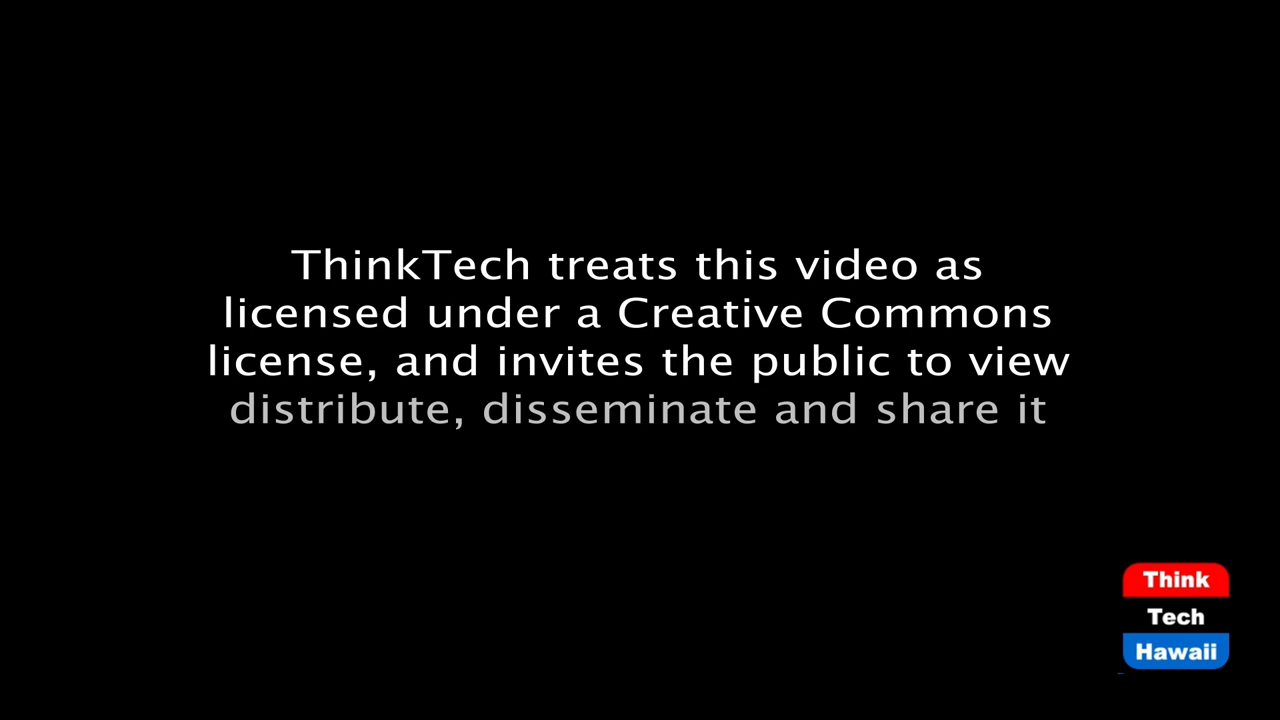 ThinkTech treats this video as
licensed under a Creative Commons
license, and invites the public to view
distribute, disseminate and share it
Think
Tech
Hawaii